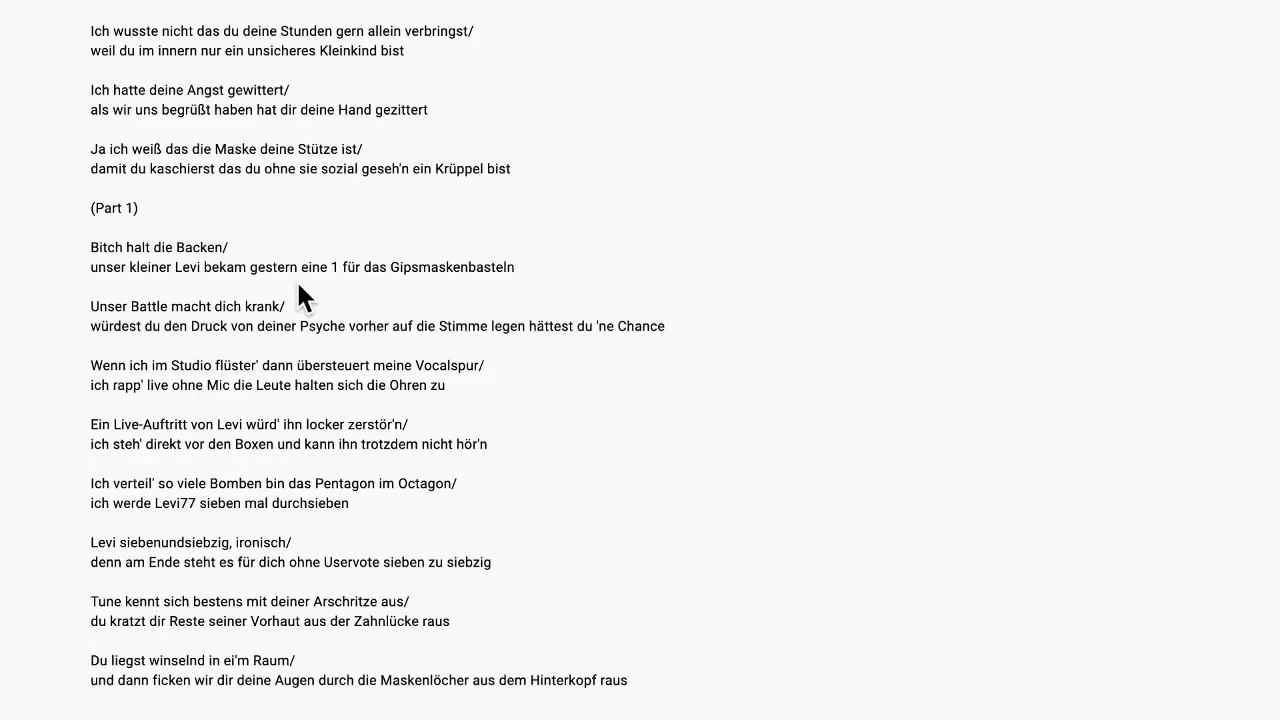 Ich wusste nicht das du deine Stunden gern allein verbringst/
weil du im innern nur ein unsicheres Kleinkind bist
Ich hatte deine Angst gewittert/
als wir uns begrüßt haben hat dir deine Hand gezittert
Ja ich weiß das die Maske deine Stütze ist/
damit du kaschierst das du ohne sie sozial geseh'n ein Krüppel bist
(Part 1)
Bitch halt die Backen/
unser kleiner Levi bekam gestern eine 1 für das Gipsmaskenbasteln
Unser Battle macht dich krank/
würdest du den Druck von deiner Psyche vorher auf die Stimme legen hättest du 'ne Chance
Wenn ich im Studio flüster' dann übersteuert meine Vocalspur/
ich rapp' live ohne Mic die Leute halten sich die Ohren zu
Ein Live-Auftritt von Levi würd' ihn locker zerstör'n/
ich steh' direkt vor den Boxen und kann ihn trotzdem nicht hör'n
Ich verteil' so viele Bomben bin das Pentagon im Octagon/
ich werde Levi77 sieben mal durchsieben
Levi siebenundsiebzig, ironisch/
denn am Ende steht es für dich ohne Uservote sieben zu siebzig
Tune kennt sich bestens mit deiner Arschritze aus/
du kratzt dir Reste seiner Vorhaut aus der Zahnlücke raus
Du liegst winselnd in ei'm Raum/
und dann ficken wir dir deine Augen durch die Maskenlöcher aus dem Hinterkopf raus